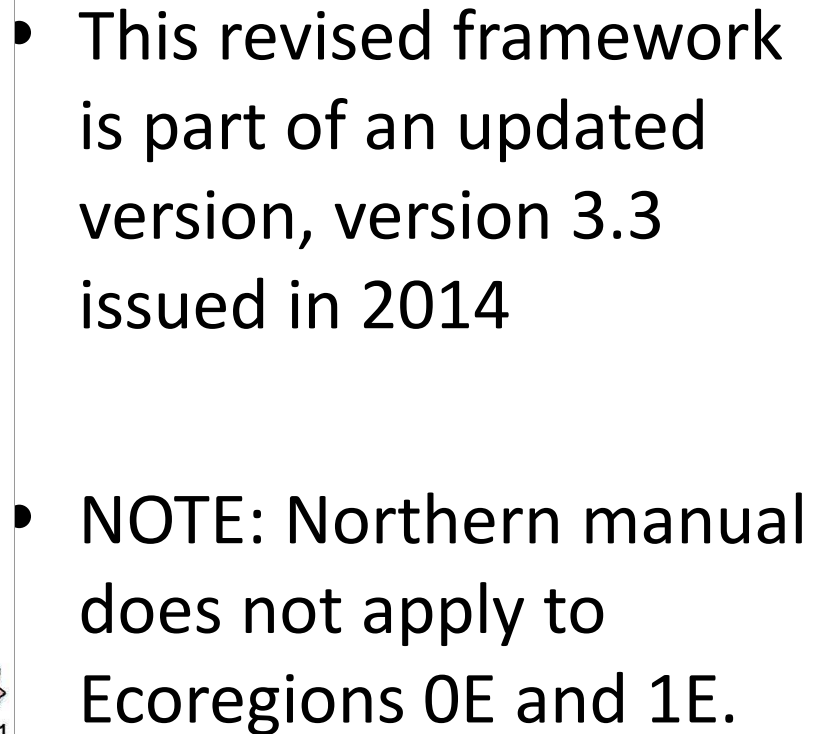 • This revised framework
is part of an updated
version, version 3.3
issued in 2014
• NOTE: Northern manual
does not apply to
Ecoregions 0E and 1E.